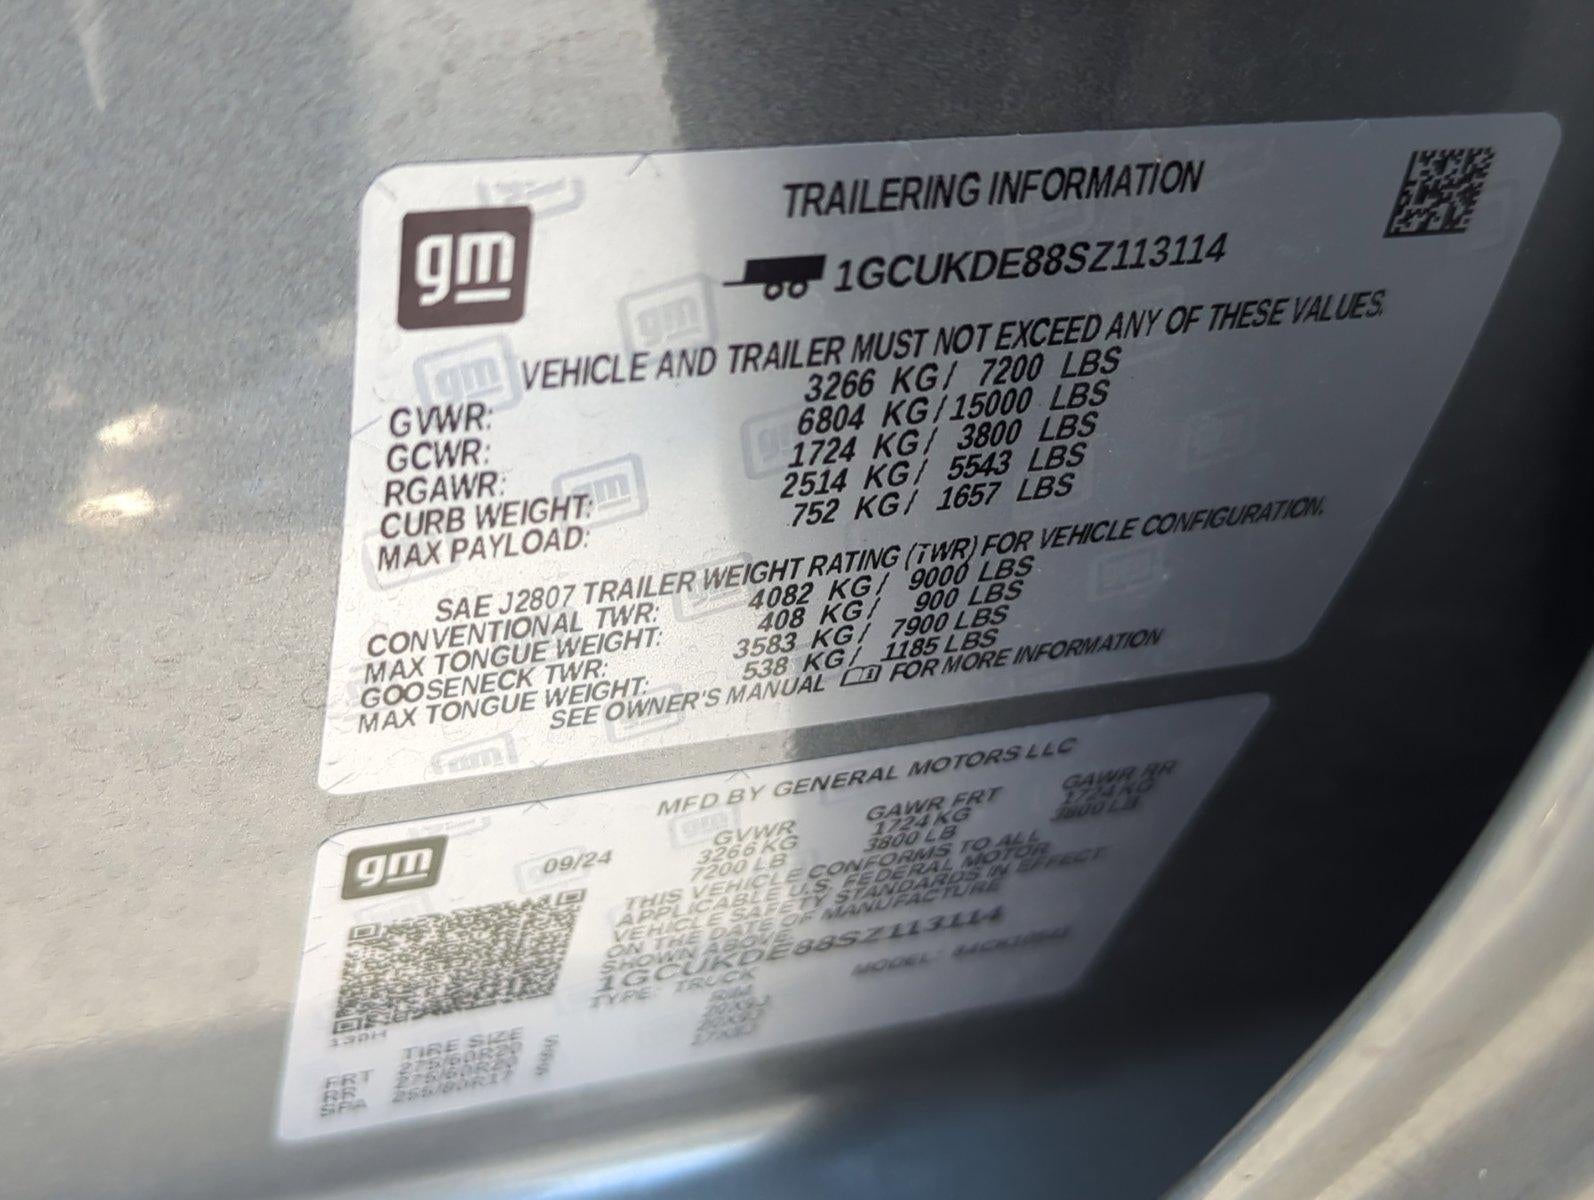 gm
TRAILERING INFORMATION
1GCUKDE88SZ113114
VEHICLE AND TRAILER MUST NOT EXCEED ANY OF THESE VALUES.
GVWR: 3266 KG/ 7200 LBS
GCWR: 6804 KG/15000 LBS
RGAWR: 1724 KG/ 3800 LBS
CURB WEIGHT: 2514 KG/ 5543 LBS
MAX PAYLOAD: 752 KG/ 1657 LBS
SAE J2807 TRAILER WEIGHT RATING (TWR) FOR VEHICLE CONFIGURATION.
CONVENTIONAL TWR: 4082 KG/ 9000 LBS
MAX TONGUE WEIGHT: 408 KG/ 900 LBS
GOOSENECK TWR: 3583 KG/ 7900 LBS
MAX TONGUE WEIGHT: 538 KG/ 1185 LBS
SEE OWNER'S MANUAL FOR MORE INFORMATION
gm
MFD BY GENERAL MOTORS LLC
09/24
GVWR GAWR FRT GAWR RR
3266 KG 1724 KG 1724 KG
7200 LB 3800 LB 3800 LB
THIS VEHICLE CONFORMS TO ALL
APPLICABLE U.S. FEDERAL MOTOR
VEHICLE SAFETY STANDARDS IN EFFECT
ON THE DATE OF MANUFACTURE
SHOWN ABOVE
1GCUKDE88SZ113114
TYPE: TRUCK MODEL:
TIRE SIZE
FRT
RR
SPA